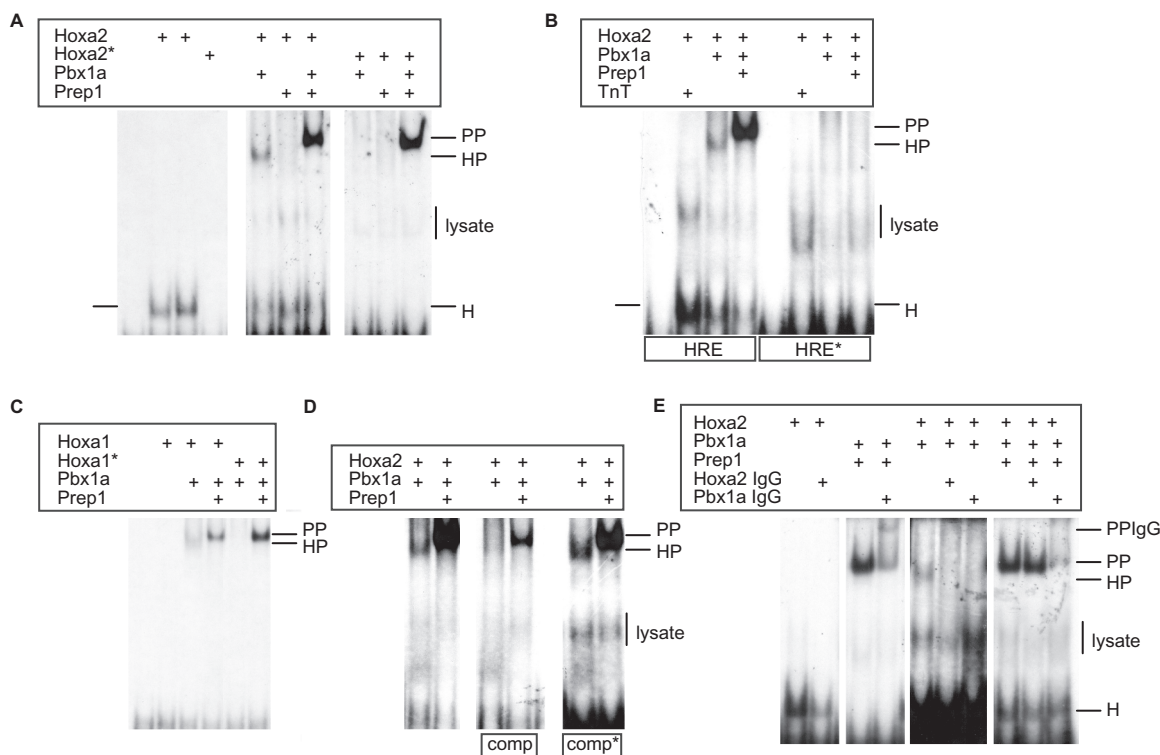 A
Hoxa2 + + + + +
Hoxa2* + + + +
Pbx1a + + + +
Prep1 + + + +
PP
HP
lysate
H
B
Hoxa2 + + + + + +
Pbx1a + + + +
Prep1 + +
TnT + +
PP
HP
lysate
H
HRE HRE*
C
Hoxa1 + + +
Hoxa1* + +
Pbx1a + + + +
Prep1 + +
PP
HP
D
Hoxa2 + + + + + +
Pbx1a + + + + + +
Prep1 + + +
PP
HP
lysate
comp comp*
E
Hoxa2 + + + + + + + +
Pbx1a + + + + + + + +
Prep1 + + + + +
Hoxa2 IgG + + +
Pbx1a IgG + + +
PPIgG
PP
HP
lysate
H